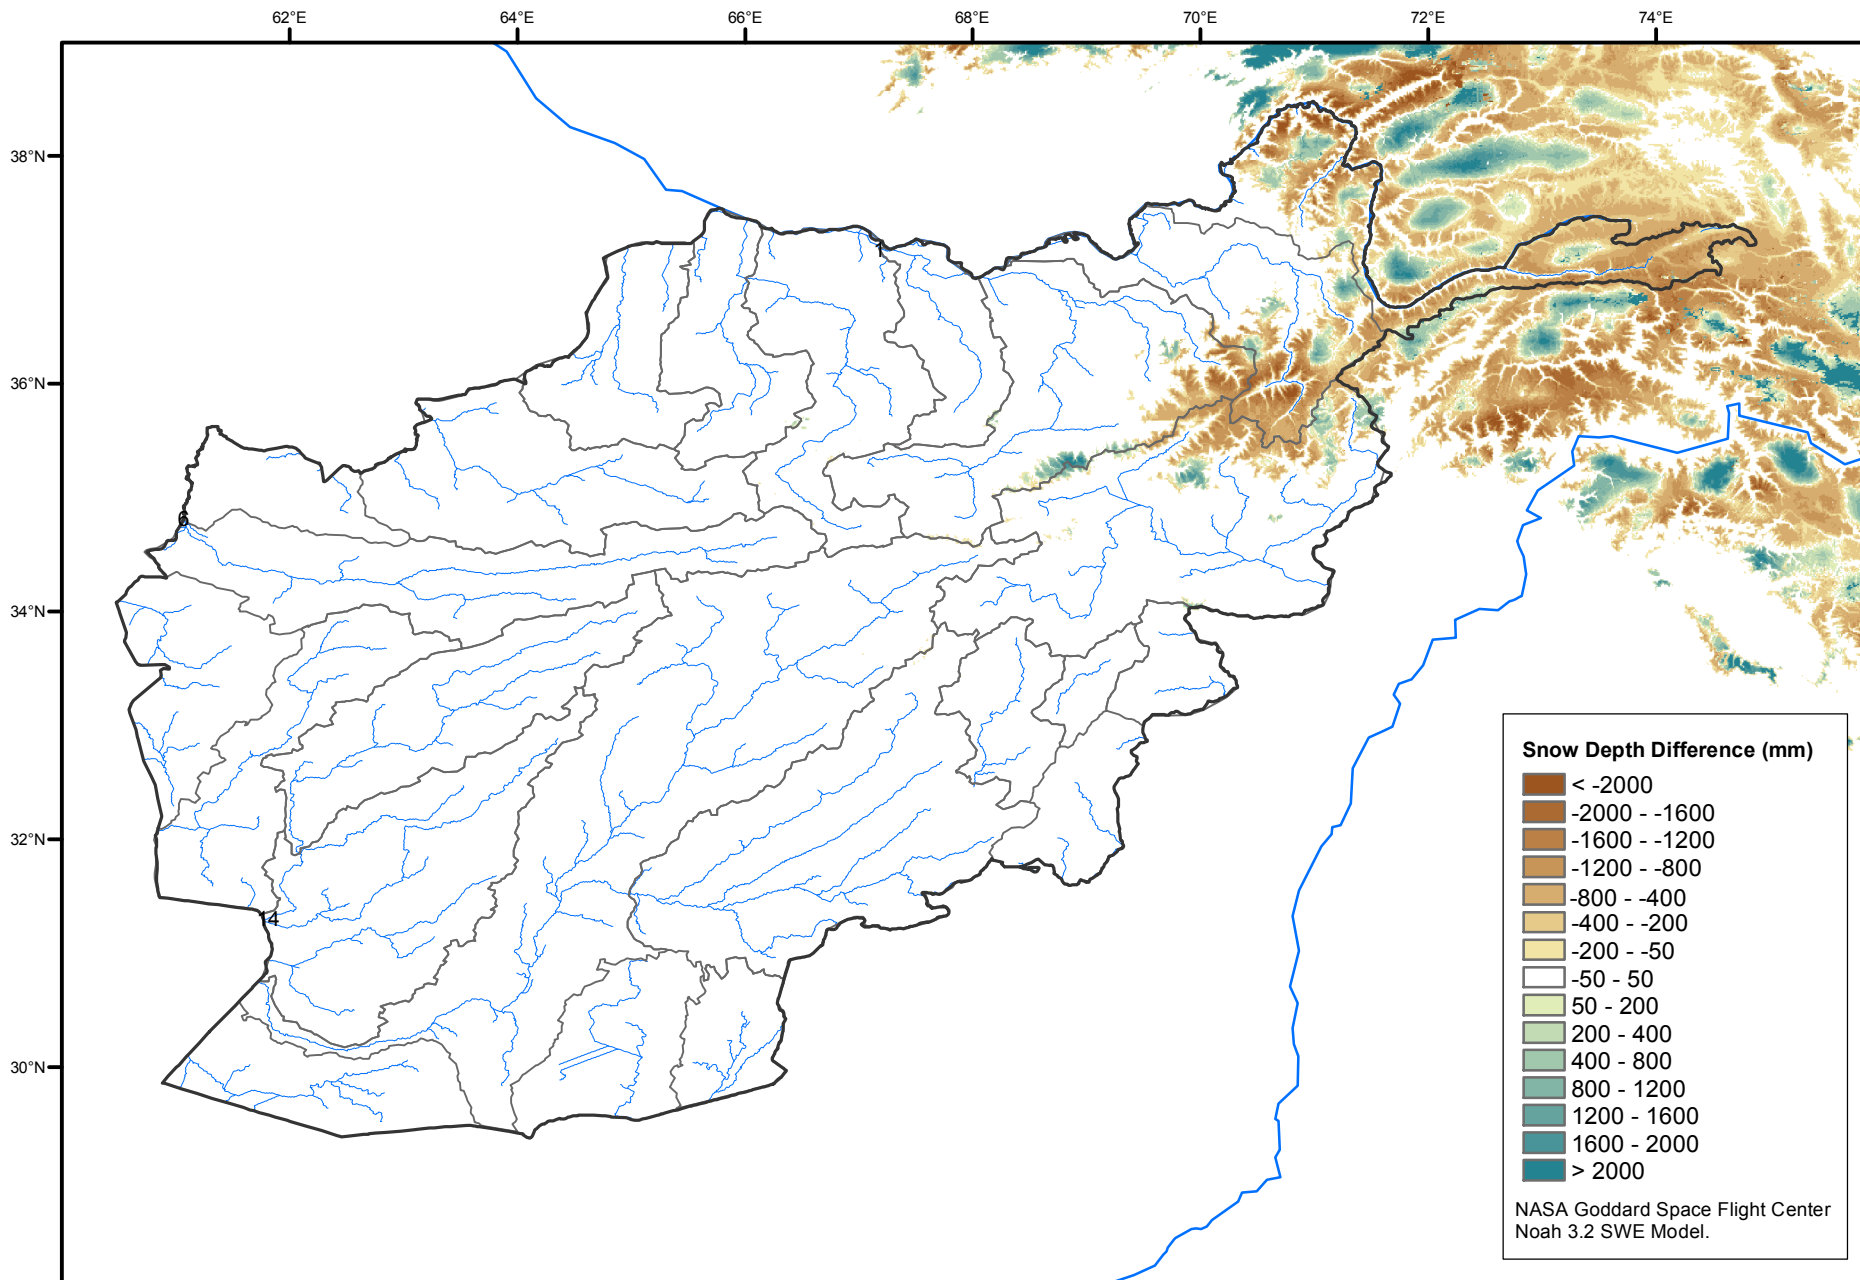 62°E 64°E 66°E 68°E 70°E 72°E 74°E
38°N
1
36°N
6
34°N
32°N
14
30°N
Snow Depth Difference (mm)
< -2000
-2000 - -1600
-1600 - -1200
-1200 - -800
-800 - -400
-400 - -200
-200 - -50
-50 - 50
50 - 200
200 - 400
400 - 800
800 - 1200
1200 - 1600
1600 - 2000
> 2000
NASA Goddard Space Flight Center
Noah 3.2 SWE Model.